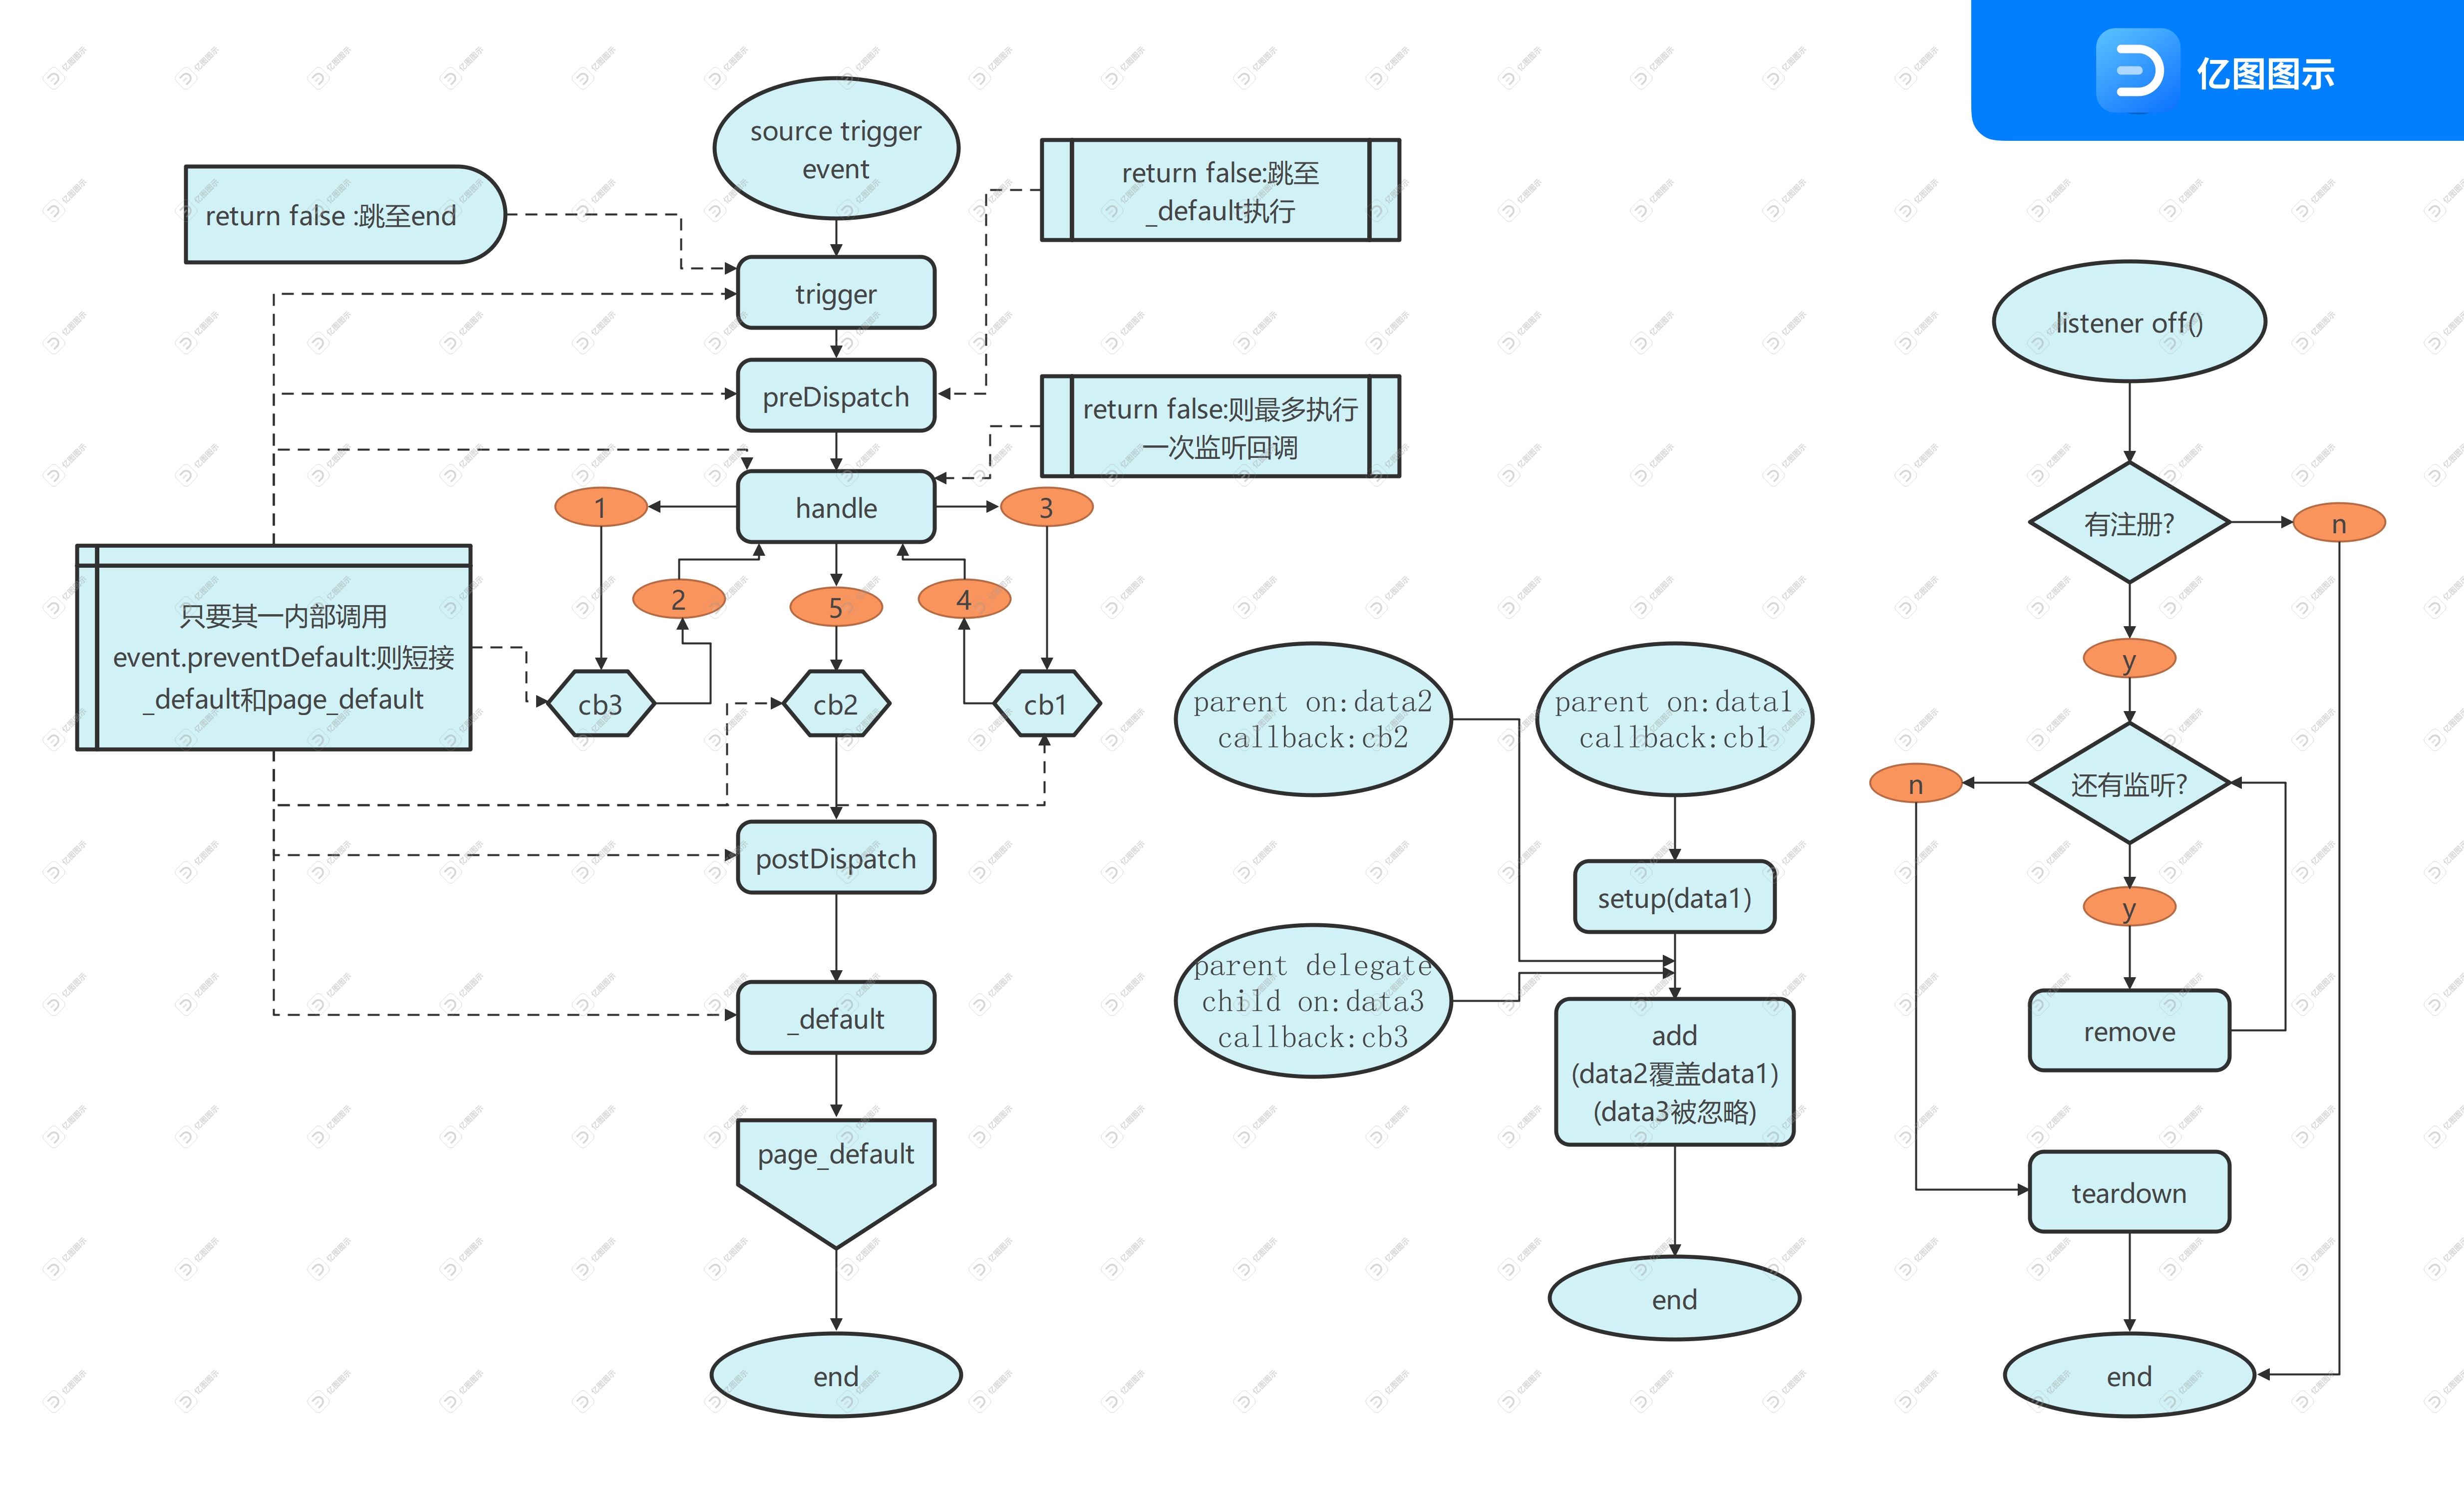 亿图图示
source trigger
event
return false :跳至end
return false:跳至
_default执行
trigger
preDispatch
return false:则最多执行
一次监听回调
handle
1
3
2
5
4
只要其一内部调用
event.preventDefault:则短接
_default和page_default
cb3
cb2
cb1
postDispatch
_default
page_default
end
parent on:data2
callback:cb2
parent on:data1
callback:cb1
setup(data1)
parent delegate
child on:data3
callback:cb3
add
(data2覆盖data1)
(data3被忽略)
end
listener off()
有注册?
n
y
还有监听?
n
y
remove
teardown
end